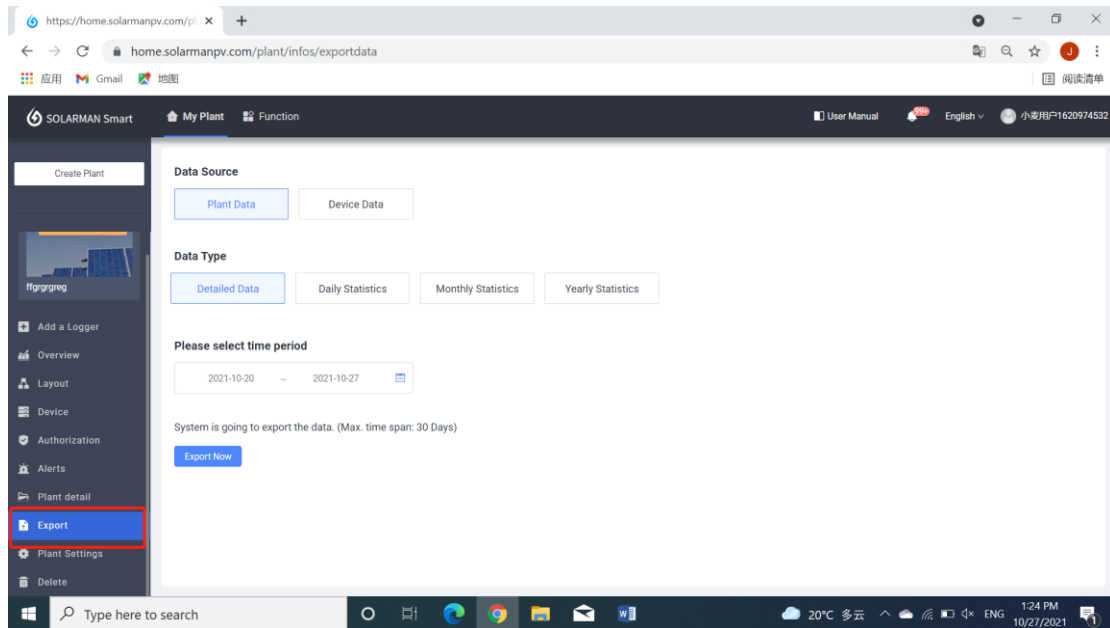 https://home.solarmanpv.com/pl
home.solarmanpv.com/plant/infos/exportdata
J
应用 Gmail 地图 阅读清单
SOLARMAN Smart My Plant Function User Manual 99+ English 小麦用户1620974532
Create Plant
ffgrgrgreg
Add a Logger
Overview
Layout
Device
Authorization
Alerts
Plant detail
Export
Plant Settings
Delete
Data Source
Plant Data Device Data
Data Type
Detailed Data Daily Statistics Monthly Statistics Yearly Statistics
Please select time period
2021-10-20 ~ 2021-10-27
System is going to export the data. (Max. time span: 30 Days)
Export Now
Type here to search 20°C 多云 ENG 1:24 PM
10/27/2021 1